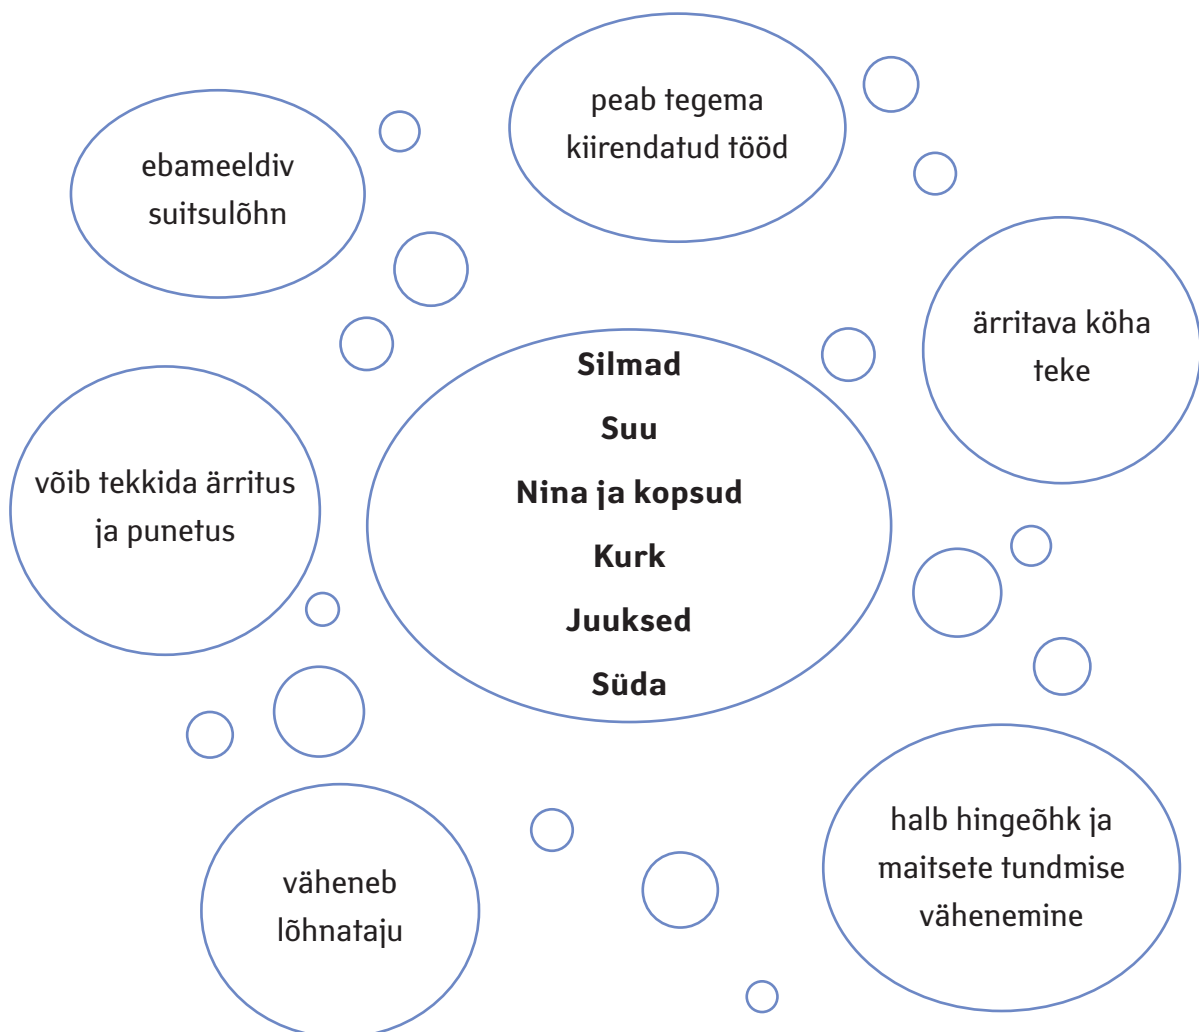 peab tegema
kiirendatud tööd
ebameeldiv
suitsulõhn
ärritava köha
teke
Silmad
Suu
Nina ja kopsud
Kurk
Juuksed
Süda
võib tekkida ärritus
ja punetus
halb hingeõhk ja
maitsete tundmise
vähenemine
väheneb
lõhnataju